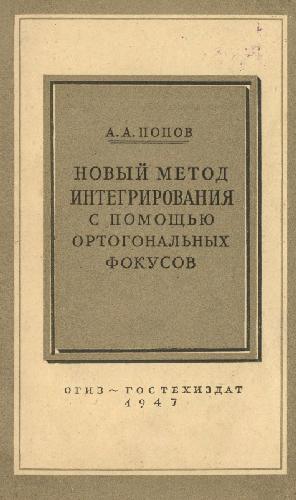 А. А. ПОПОВ
НОВЫЙ МЕТОД
ИНТЕГРИРОВАНИЯ
С ПОМОЩЬЮ
ОРТОГОНАЛЬНЫХ
ФОКУСОВ
ОГИЗ ~ ГОСТЕХИЗДАТ
1947